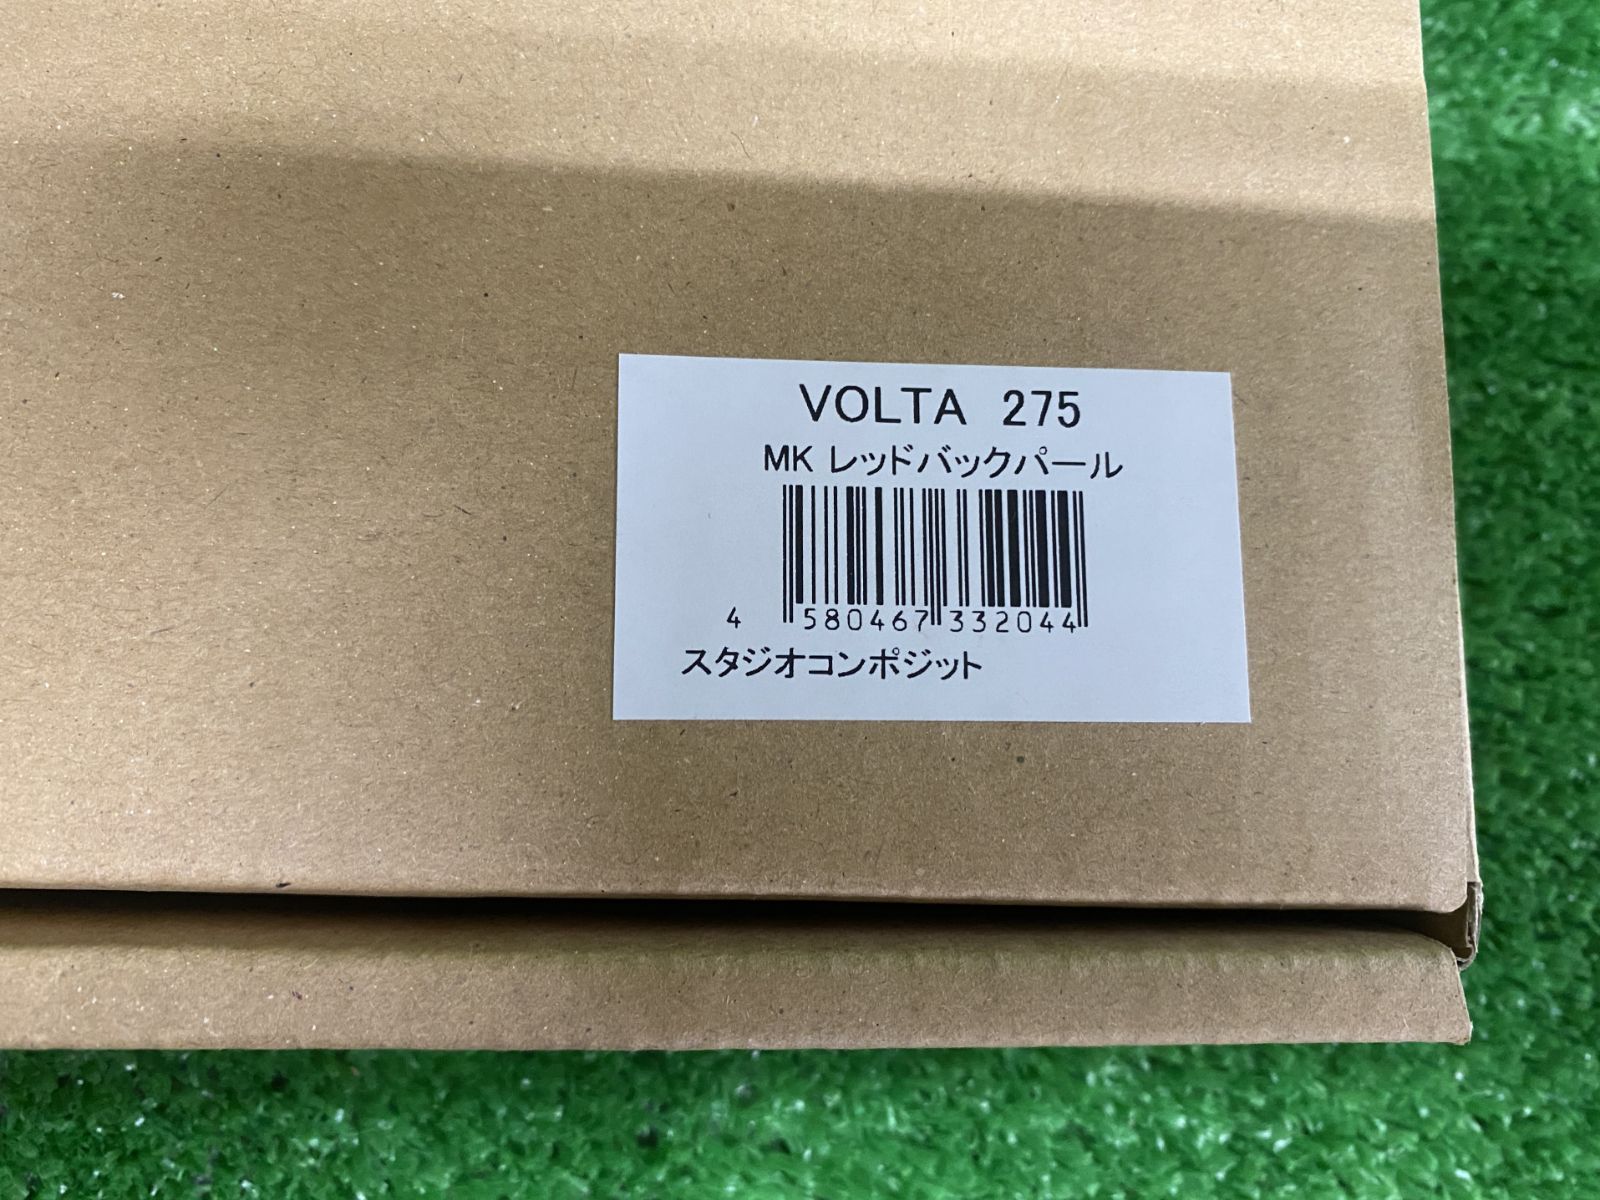 VOLTA 275
MK レッドバックパール
4 580467 332044
スタジオコンポジット